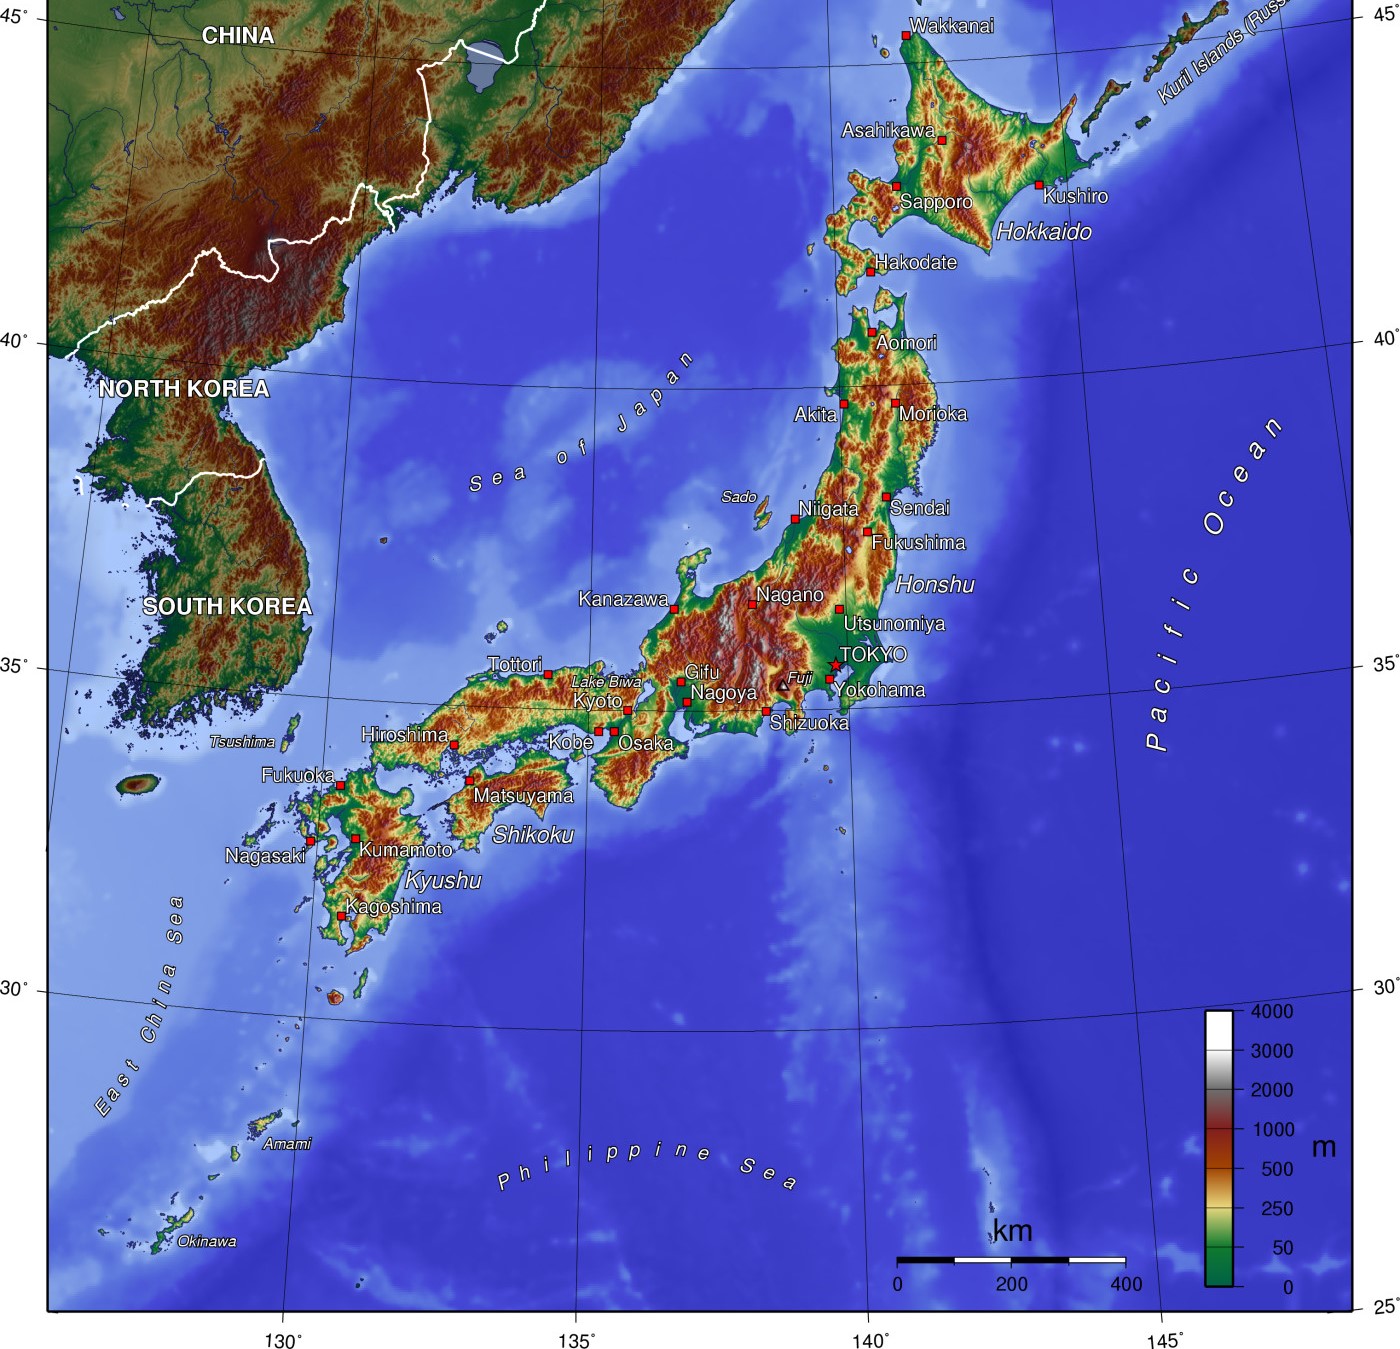 45°
45°
CHINA
Wakkanai
Kuril Islands (Russ
Asahikawa
Sapporo
Kushiro
Hokkaido
Hakodate
40°
40°
Aomori
NORTH KOREA
Sea of Japan
Akita
Morioka
Pacific Ocean
Sado
Niigata
Sendai
Fukushima
Honshu
Kanazawa
Nagano
SOUTH KOREA
Utsunomiya
TOKYO
35°
35°
Tottori
Lake Biwa
Gifu
Fuji
Yokohama
Kyoto
Nagoya
Shizuoka
Tsushima
Hiroshima
Kobe
Osaka
Fukuoka
Matsuyama
Shikoku
Nagasaki
Kumamoto
Kyushu
Kagoshima
East China Sea
30°
30°
4000
3000
2000
1000
500
250
50
0
m
Amami
Philippine Sea
Okinawa
km
0
200
400
25°
130°
135°
140°
145°